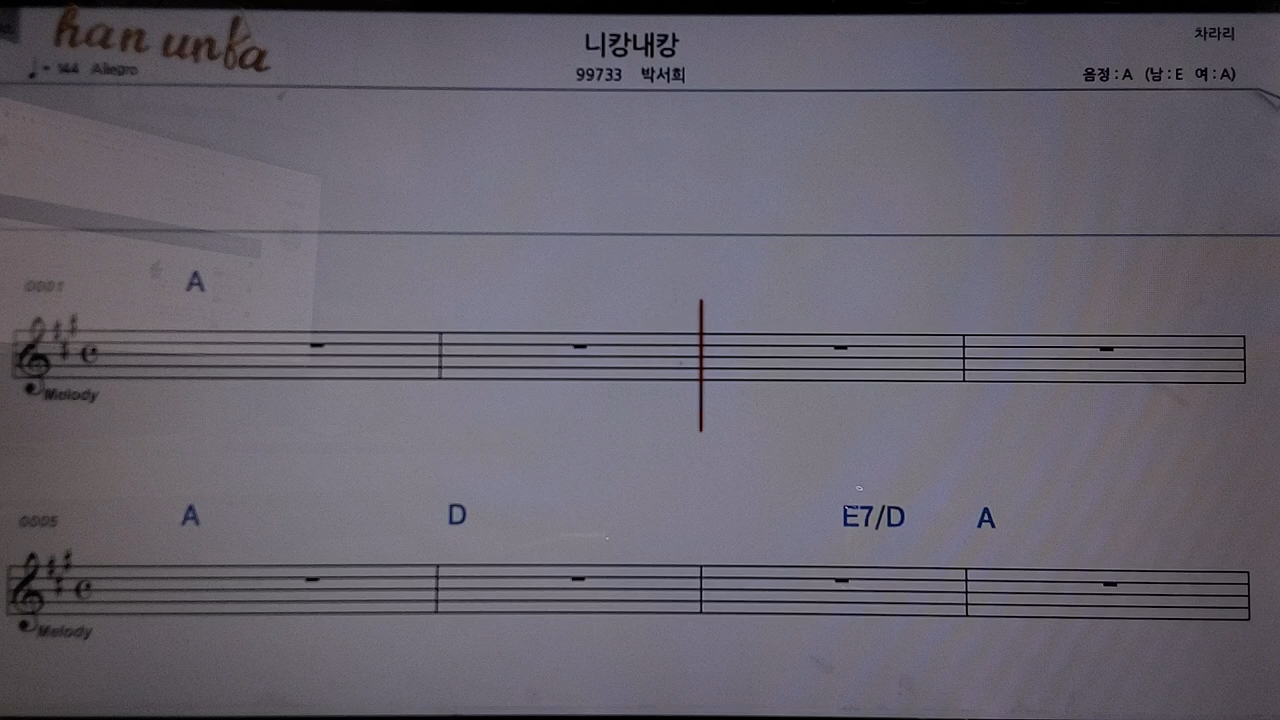 han unba
니캉내캉
차라리
♩= 144 Allegro
99733 박서희
음정 : A (남 : E 여 : A)
0001
A
Melody
0005
A D E7/D A
Melody